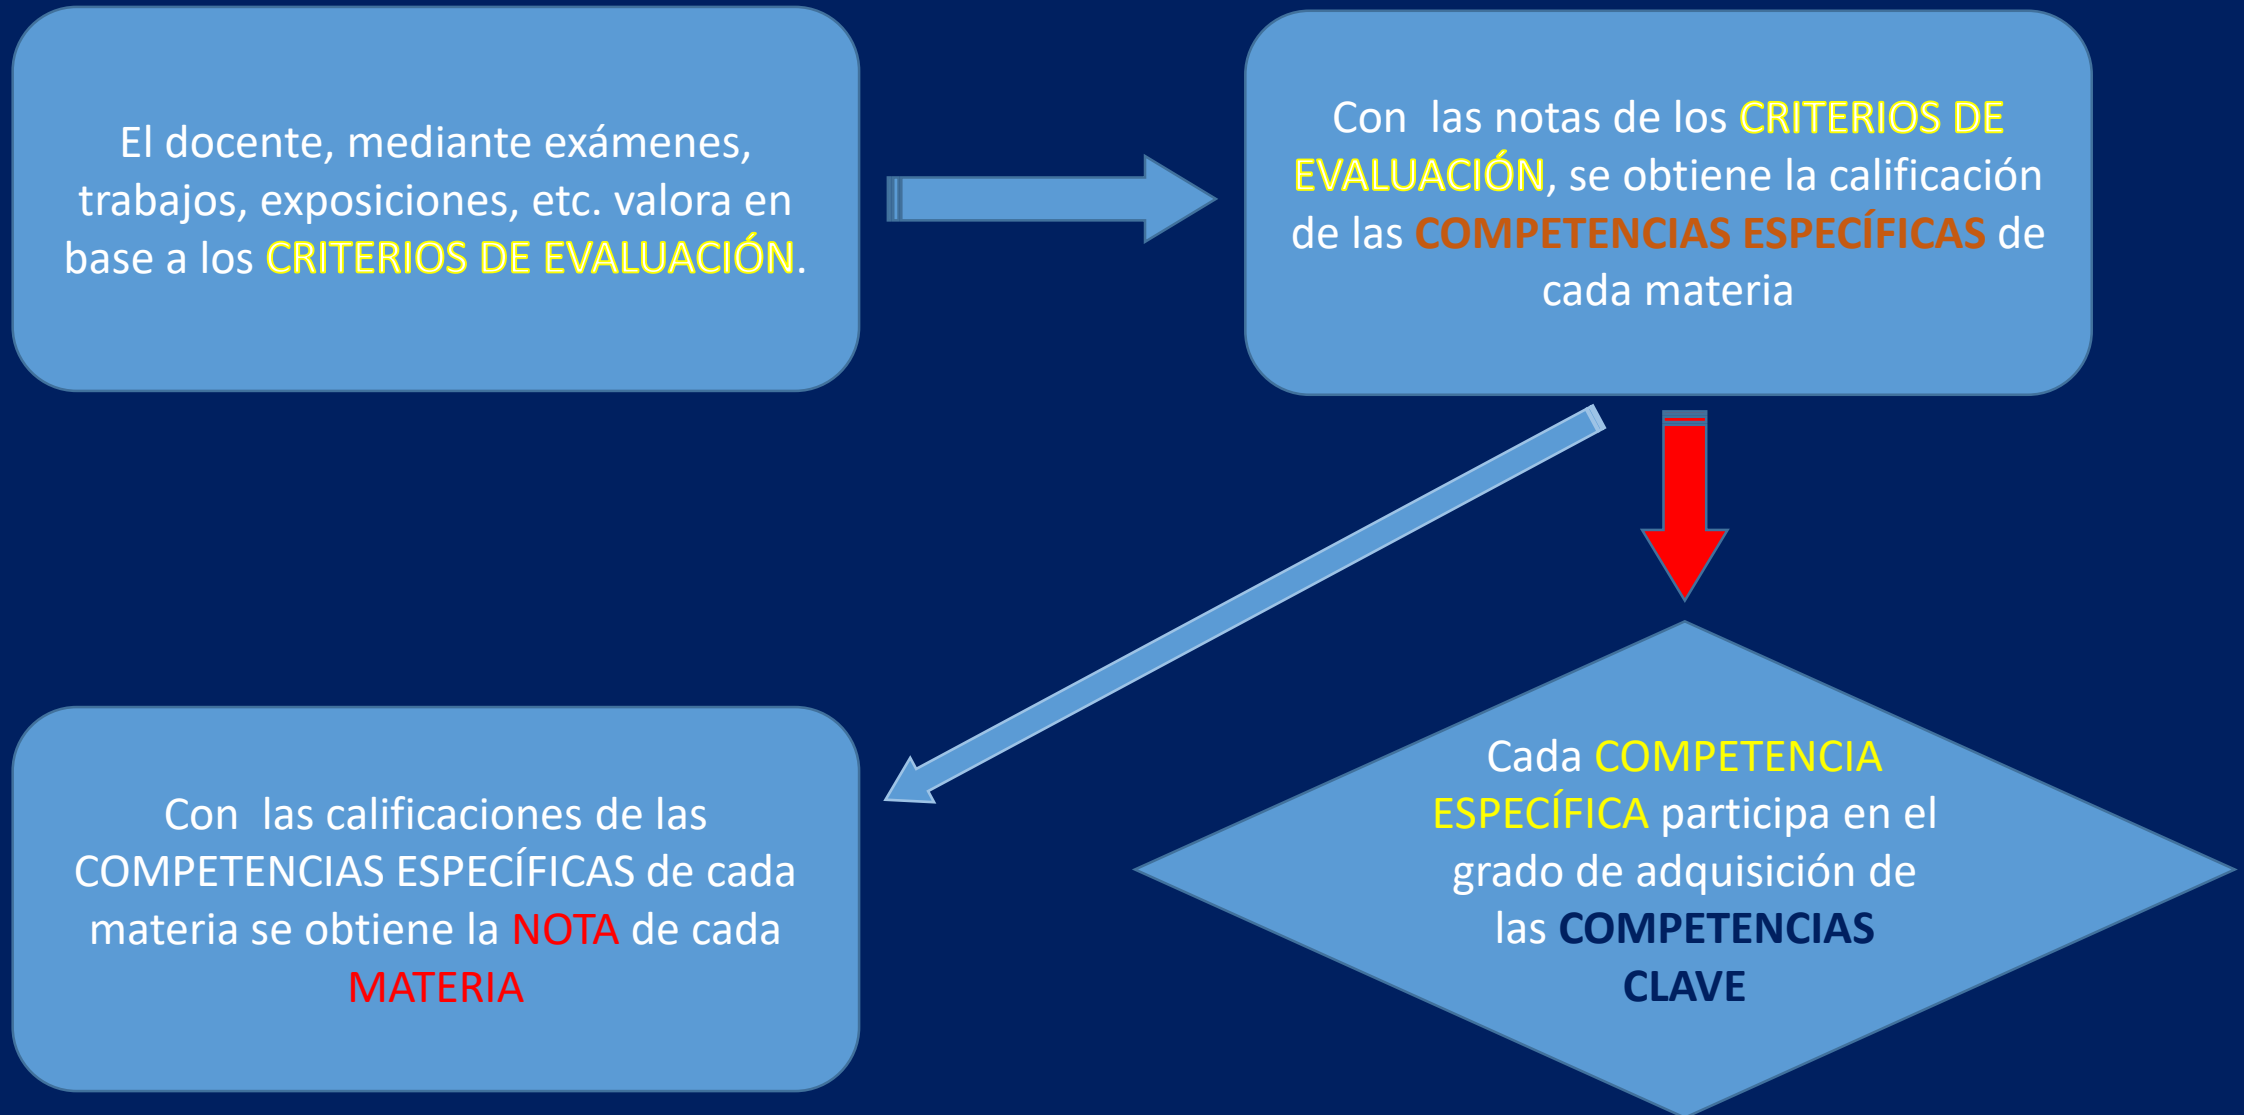 El docente, mediante exámenes,
trabajos, exposiciones, etc. valora en
base a los CRITERIOS DE EVALUACIÓN.
Con  las notas de los CRITERIOS DE
EVALUACIÓN, se obtiene la calificación
de las COMPETENCIAS ESPECÍFICAS de
cada materia
Con  las calificaciones de las
COMPETENCIAS ESPECÍFICAS de cada
materia se obtiene la NOTA de cada
MATERIA
Cada COMPETENCIA
ESPECÍFICA participa en el
grado de adquisición de
las COMPETENCIAS
CLAVE